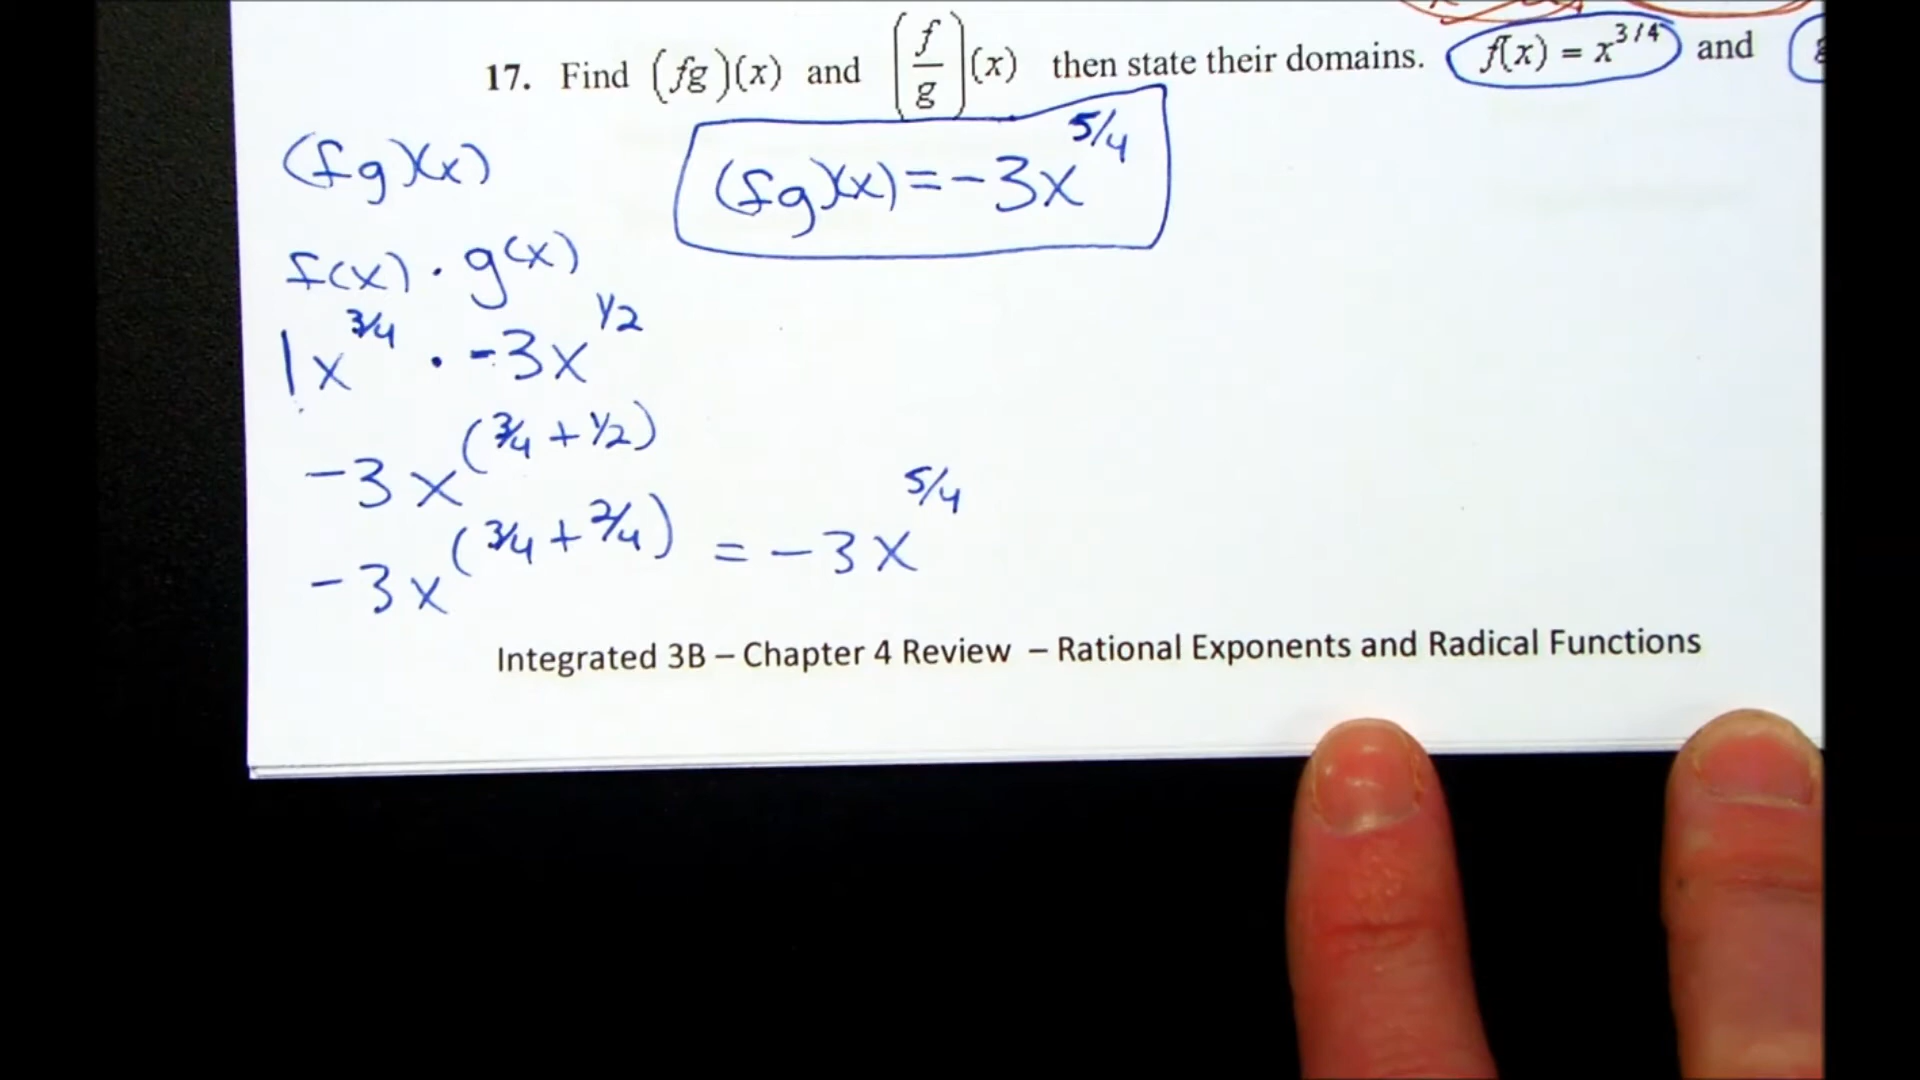 17. Find (fg)(x) and (f/g)(x) then state their domains. f(x) = x^3/4 and
(fg)(x)
(fg)(x) = -3x^5/4
f(x) · g(x)
1x^3/4 · -3x^1/2
-3x^(3/4 + 1/2)
-3x^(3/4 + 2/4) = -3x^5/4
Integrated 3B – Chapter 4 Review – Rational Exponents and Radical Functions